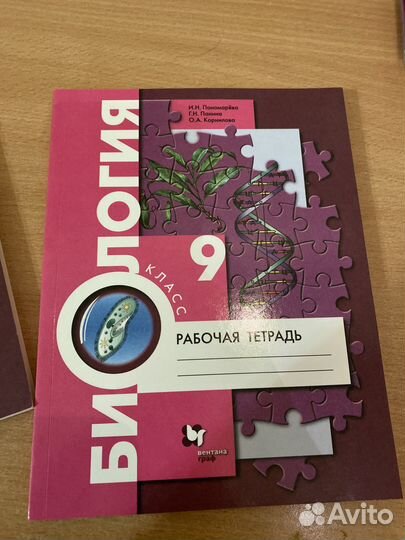 И.Н. Пономарёва
Г.Н. Панина
О.А. Корнилова
БИОЛОГИЯ
9
КЛАСС
РАБОЧАЯ ТЕТРАДЬ
вентана
граф
Avito